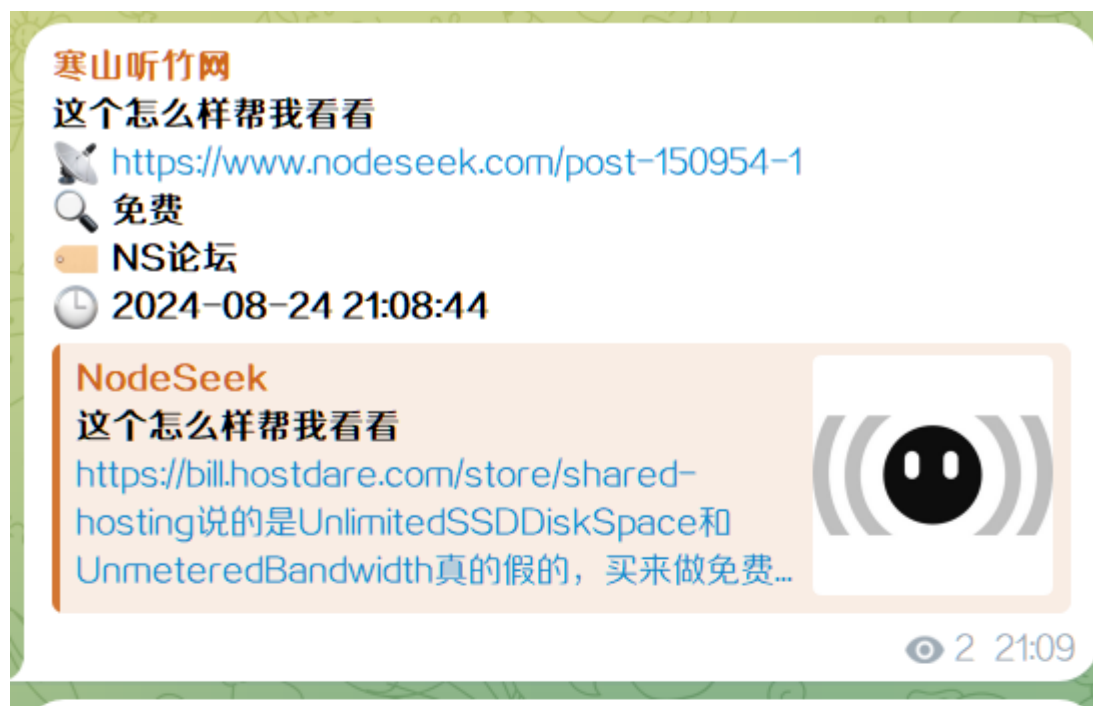 寒山听竹网
这个怎么样帮我看看
https://www.nodeseek.com/post-150954-1
免费
NS论坛
2024-08-24 21:08:44
NodeSeek
这个怎么样帮我看看
https://bill.hostdare.com/store/shared-
hosting说的是UnlimitedSSDDiskSpace和
UnmeteredBandwidth真的假的，买来做免费...
2 21:09